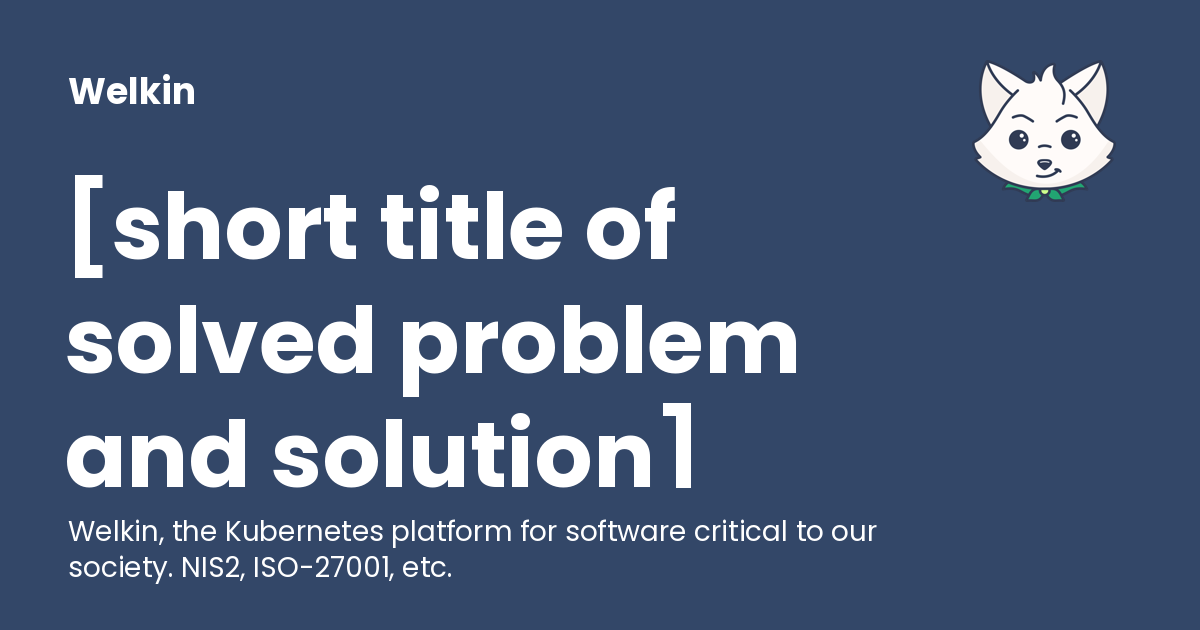 Welkin
[short title of
solved problem
and solution]
Welkin, the Kubernetes platform for software critical to our
society. NIS2, ISO-27001, etc.